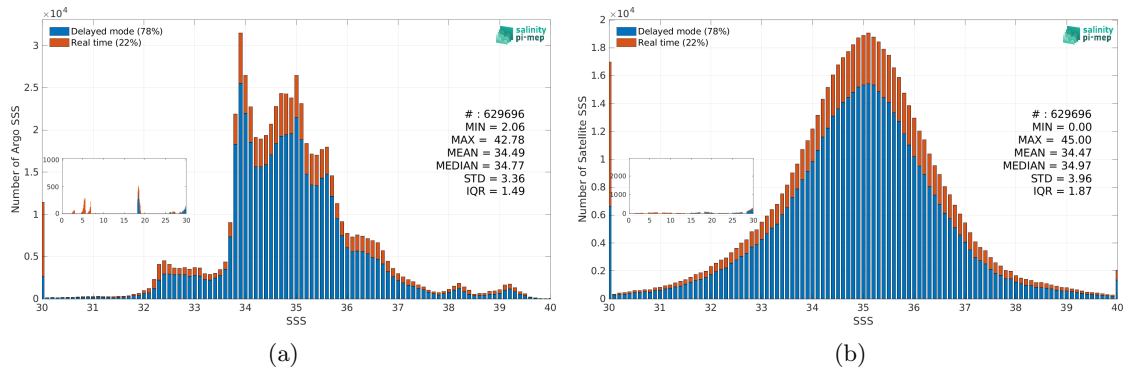 ×10⁴
Delayed mode (78%)
Real time (22%)
salinity
pi-mep
Number of Argo SSS
3
2.5
2
1.5
1
0.5
0
# : 629696
MIN = 2.06
MAX = 42.78
MEAN = 34.49
MEDIAN = 34.77
STD = 3.36
IQR = 1.49
1000
500
0
0 5 10 15 20 25 30
30 31 32 33 34 35 36 37 38 39 40
SSS
(a)
×10⁴
Delayed mode (78%)
Real time (22%)
salinity
pi-mep
Number of Satellite SSS
2
1.8
1.6
1.4
1.2
1
0.8
0.6
0.4
0.2
0
# : 629696
MIN = 0.00
MAX = 45.00
MEAN = 34.47
MEDIAN = 34.97
STD = 3.96
IQR = 1.87
2000
1000
0
0 5 10 15 20 25 30
30 31 32 33 34 35 36 37 38 39 40
SSS
(b)